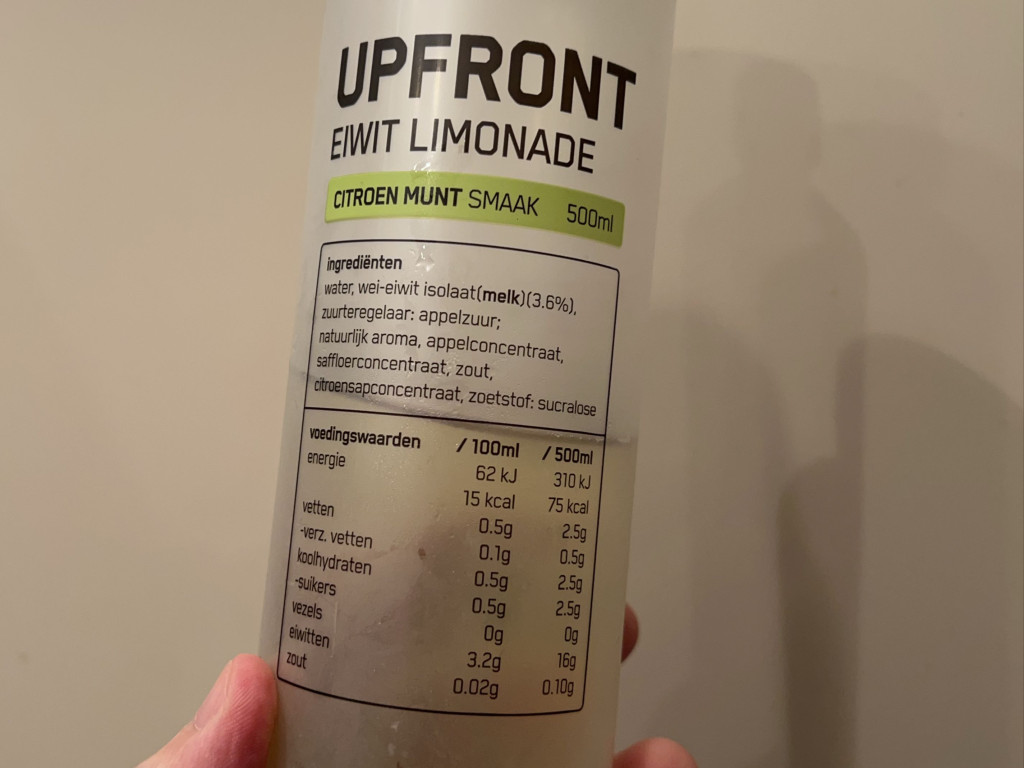 UPFRONT
EIWIT LIMONADE
CITROEN MUNT SMAAK 500ml
ingrediënten
water, wei-eiwit isolaat(melk)(3.6%),
zuurteregelaar: appelzuur;
natuurlijk aroma, appelconcentraat,
saffloerconcentraat, zout,
citroensapconcentraat, zoetstof: sucralose
voedingswaarden / 100ml / 500ml
energie 62 kJ 310 kJ
15 kcal 75 kcal
vetten 0.5g 2.5g
-verz. vetten 0.1g 0.5g
koolhydraten 0.5g 2.5g
-suikers 0.5g 2.5g
vezels 0g 0g
eiwitten 3.2g 16g
zout 0.02g 0.10g